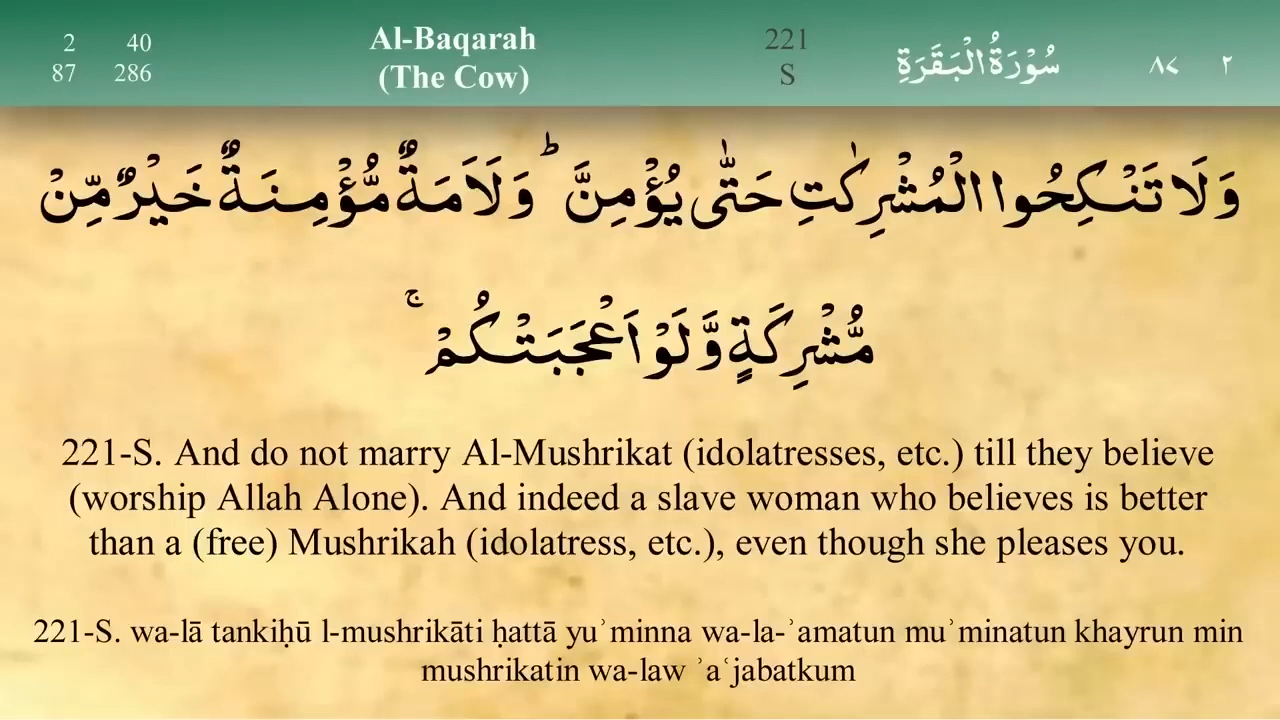 2 40 Al-Baqarah 221 سُوْرَةُ الْبَقَرَةِ ٨٧ ٢
87 286 (The Cow) S
وَلَا تَنْكِحُوا الْمُشْرِكٰتِ حَتّٰى يُؤْمِنَّ ؕ وَلَاَمَةٌ مُّؤْمِنَةٌ خَيْرٌ مِّنْ
مُّشْرِكَةٍ وَّلَوْ اَعْجَبَتْكُمْ ۚ
221-S. And do not marry Al-Mushrikat (idolatresses, etc.) till they believe
(worship Allah Alone). And indeed a slave woman who believes is better
than a (free) Mushrikah (idolatress, etc.), even though she pleases you.
221-S. wa-lā tankiḥū l-mushrikāti ḥattā yuʾminna wa-la-ʾamatun muʾminatun khayrun min
mushrikatin wa-law ʾaʿjabatkum